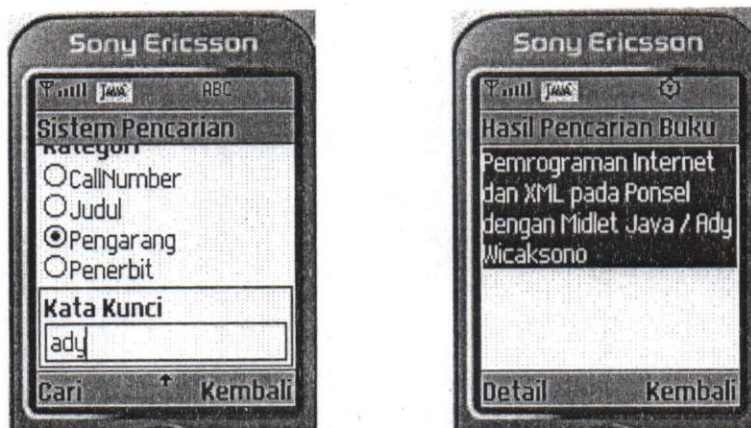 Sony Ericsson
JAVA ABC
Sistem Pencarian
Kategori
CallNumber
Judul
Pengarang
Penerbit
Kata Kunci
ady
Cari Kembali
Sony Ericsson
JAVA
Hasil Pencarian Buku
Pemrograman Internet
dan XML pada Ponsel
dengan Midlet Java / Ady
Wicaksono
Detail Kembali